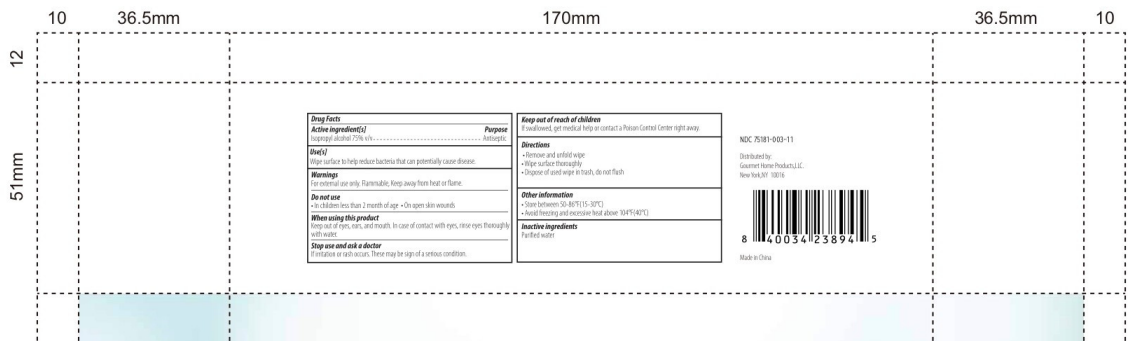 10 36.5mm 170mm 36.5mm 10
12
51mm
Drug Facts
Active ingredient[s] Purpose
Isopropyl alcohol 75% v/v Antiseptic
Use[s]
Wipe surface to help reduce bacteria that can potentially cause disease.
Warnings
For enternal use only. Flammable, Keep away from heat or flame.
Do not use
• In children less than 2 month of age • On open skin wounds
When using this product
Keep out of eyes, ears, and mouth. In case of contact with eyes, rinse eyes thoroughly
with water.
Stop use and ask a doctor
If irritation or rash occurs. These may be sign of a serious condition.
Keep out of reach of children
If swallowed, get medical help or contact a Poison Control Center right away.
Directions
• Remove and unfold wipe
• Wipe surface thoroughly
• Dispose of used wipe in trash, do not flush
Other information
• Store between 50-86°F(15-30°C)
• Avoid freezing and excessive heat above 104°F(40°C)
Inactive ingredients
Purified water
NDC 75181-003-11
Distributed by:
Gourmet Home Products,LLC.
New York,NY 10016
8 40034 23894 5
Made in China